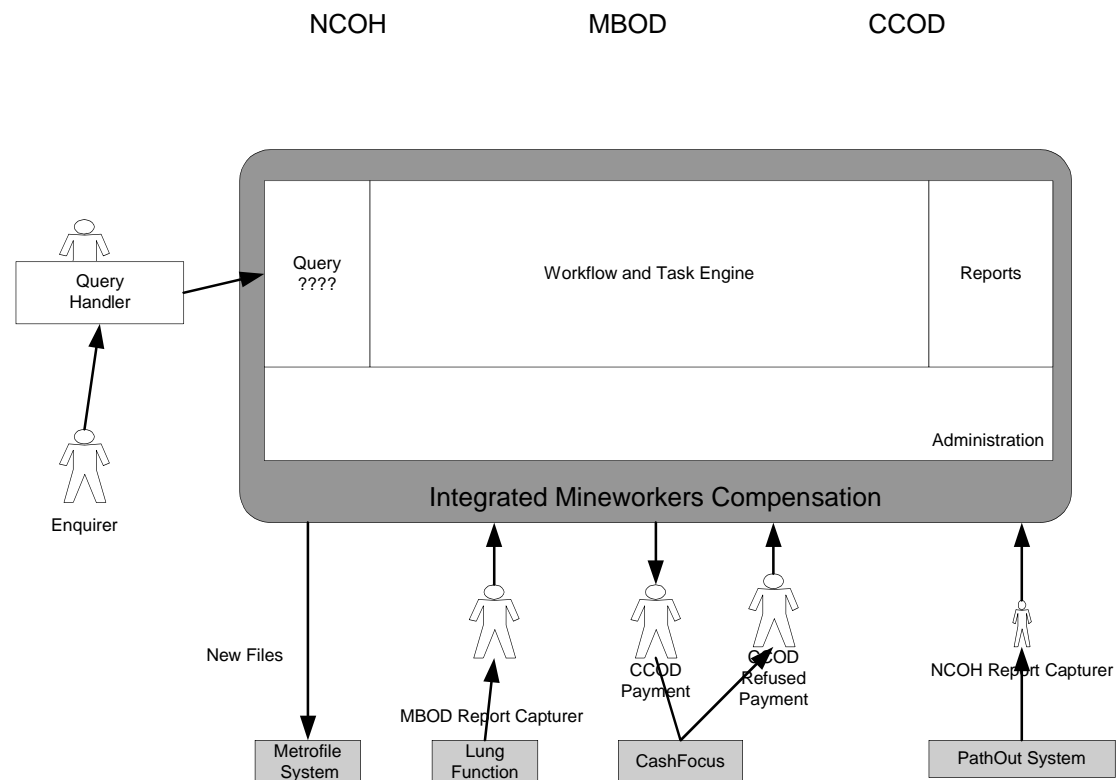 NCOH
MBOD
CCOD
Query
????
Workflow and Task Engine
Reports
Query
Handler
Administration
Integrated Mineworkers Compensation
Enquirer
New Files
CCOD
Payment
CCOD
Refused
Payment
NCOH Report Capturer
MBOD Report Capturer
Metrofile
System
Lung
Function
CashFocus
PathOut System